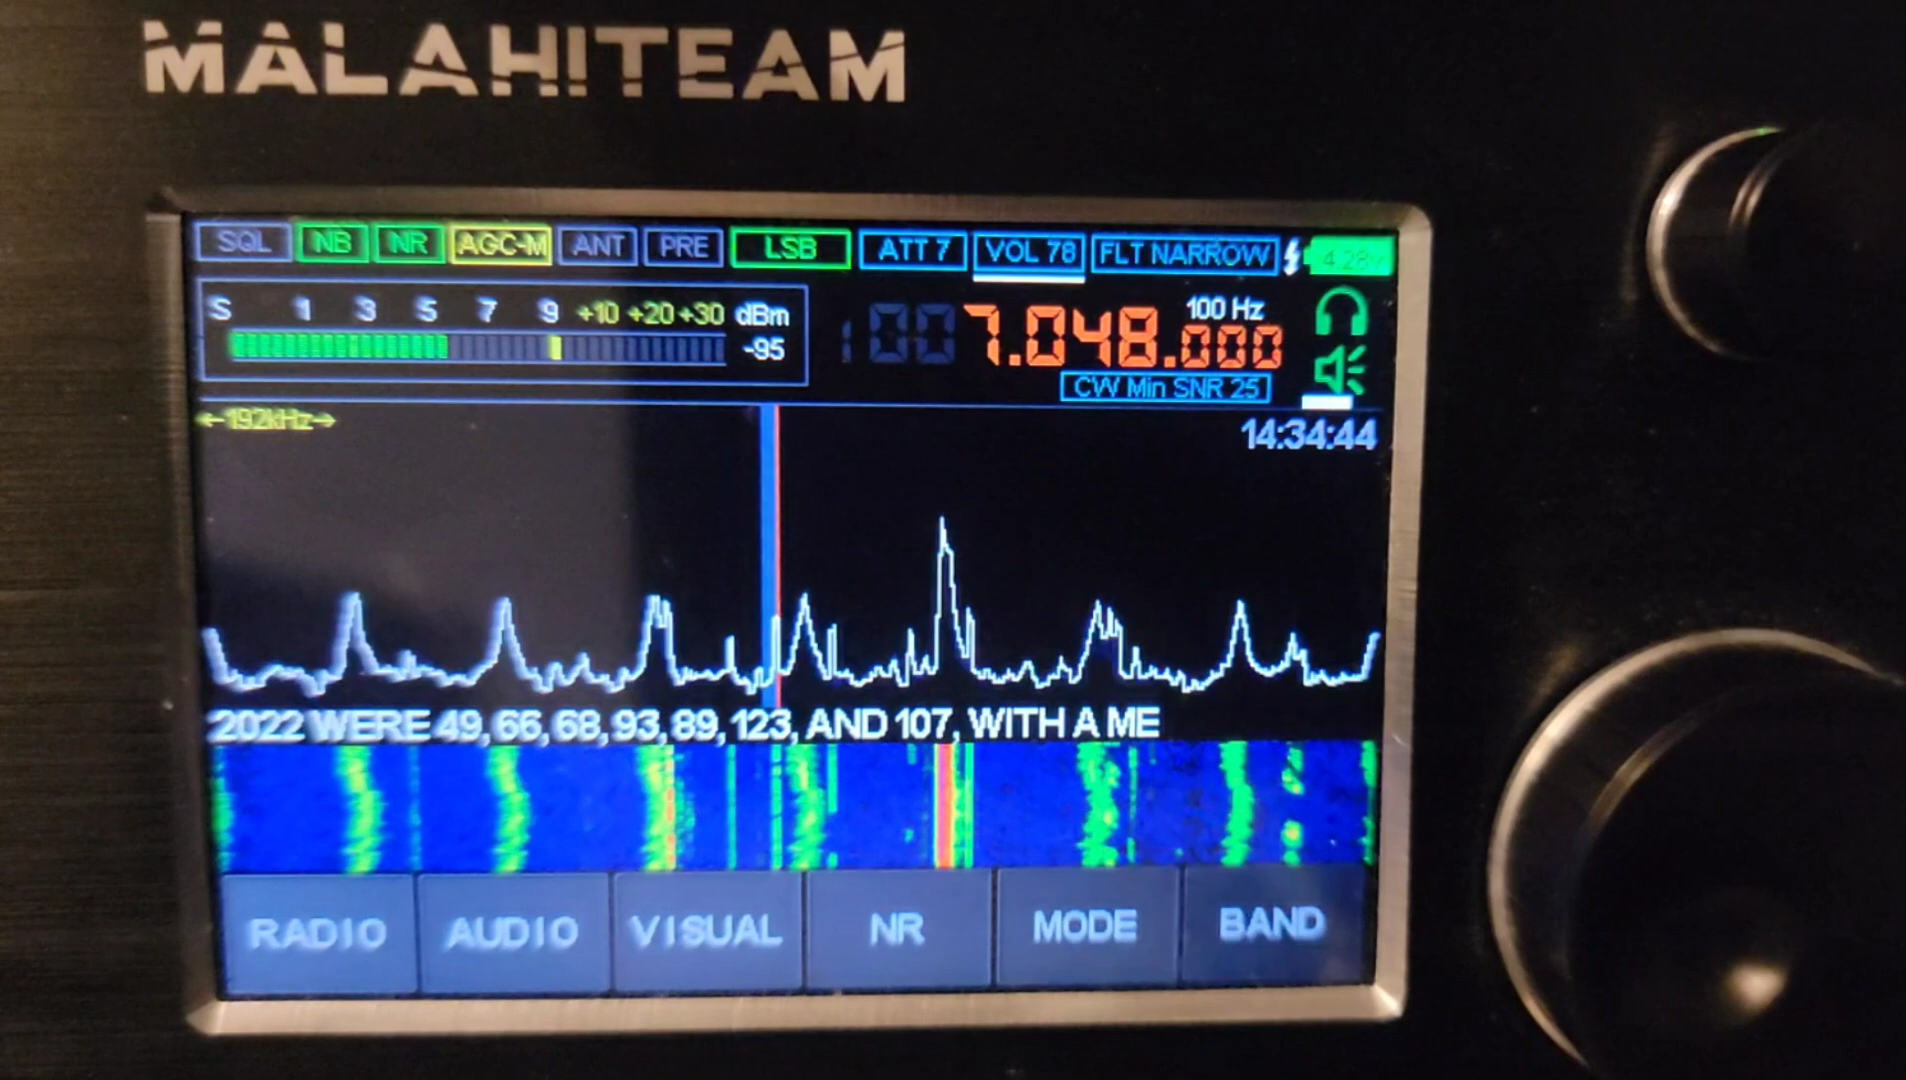 MALAHITEAM
SQL NB NR AGC-M ANT PRE LSB ATT 7 VOL 78 FLT NARROW 4.28V
S 1 3 5 7 9 +10 +20 +30 dBm
-95
100 Hz
7.048.000
CW Min SNR 25
←192kHz→
14:34:44
2022 WERE 49, 66, 68, 93, 89, 123, AND 107, WITH A ME
RADIO AUDIO VISUAL NR MODE BAND